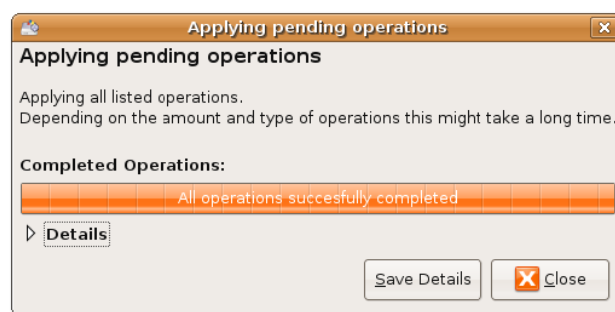 Applying pending operations
Applying pending operations
Applying all listed operations.
Depending on the amount and type of operations this might take a long time.
Completed Operations:
All operations succesfully completed
Details
Save Details Close